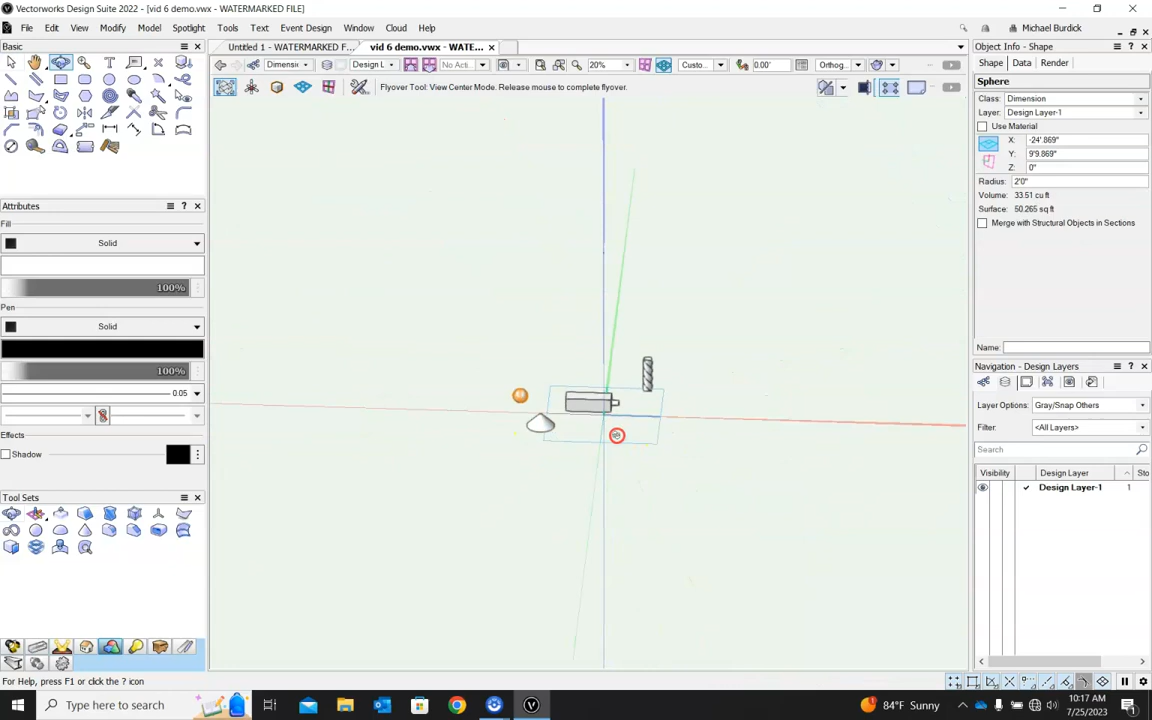 Vectorworks Design Suite 2022 - [vid 6 demo.vwx - WATERMARKED FILE]
File Edit View Modify Model Spotlight Tools Text Event Design Window Cloud Help
Michael Burdick
Basic
Untitled 1 - WATERMARKED F...
vid 6 demo.vwx - WATE...
Dimensi
Design L
No Acti
20%
Custo...
0.00'
Orthog...
Flyover Tool: View Center Mode. Release mouse to complete flyover.
Attributes
Fill
Solid
100%
Pen
Solid
100%
0.05
Effects
Shadow
Tool Sets
Object Info - Shape
Shape Data Render
Sphere
Class: Dimension
Layer: Design Layer-1
Use Material
X: -24'.869"
Y: 9'9.869"
Z: 0"
Radius: 2'0"
Volume: 33.51 cu ft
Surface: 50.265 sq ft
Merge with Structural Objects in Sections
Name:
Navigation - Design Layers
Layer Options: Gray/Snap Others
Filter: <All Layers>
Search
Visibility Design Layer # Sto
Design Layer-1 1
For Help, press F1 or click the ? icon
Type here to search
84°F Sunny
10:17 AM
7/25/2023